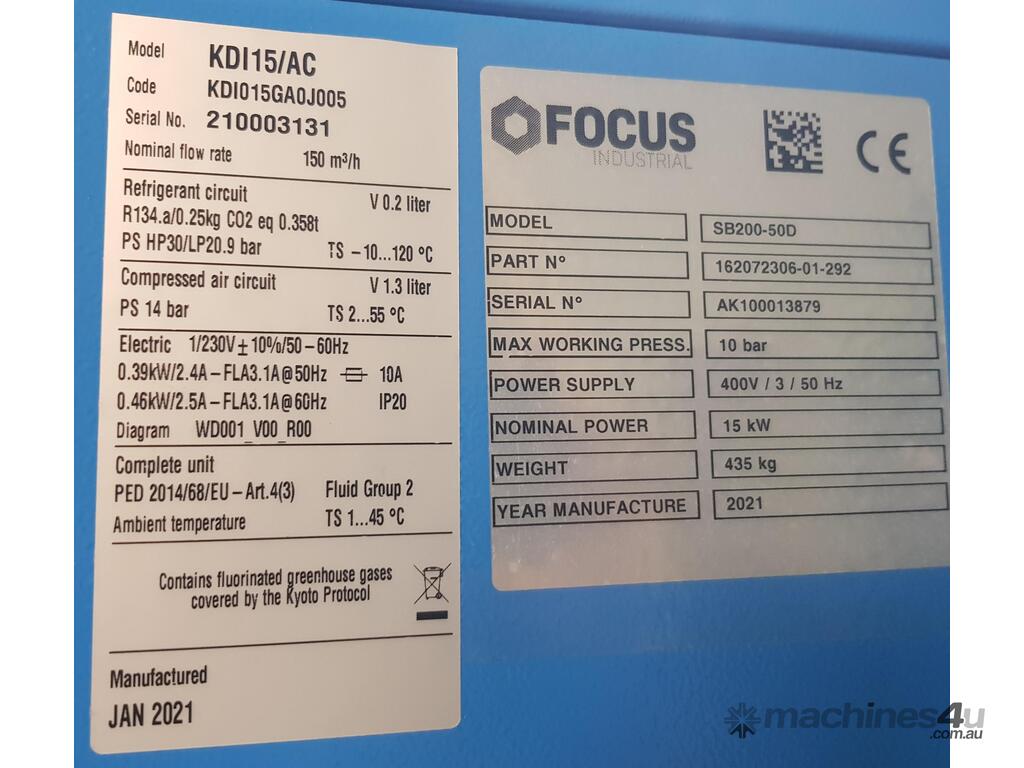 Model KDI15/AC
Code KDI015GA0J005
Serial No. 210003131
Nominal flow rate 150 m³/h
Refrigerant circuit V 0.2 liter
R134.a/0.25kg CO2 eq 0.358t
PS HP30/LP20.9 bar TS –10...120 °C
Compressed air circuit V 1.3 liter
PS 14 bar TS 2...55 °C
Electric 1/230V±10%/50–60Hz
0.39kW/2.4A–FLA3.1A@50Hz 10A
0.46kW/2.5A–FLA3.1A@60Hz IP20
Diagram WD001_V00_R00
Complete unit
PED 2014/68/EU–Art.4(3) Fluid Group 2
Ambient temperature TS 1...45 °C
Contains fluorinated greenhouse gases
covered by the Kyoto Protocol
Manufactured
JAN 2021
FOCUS
INDUSTRIAL
CE
MODEL SB200-50D
PART N° 162072306-01-292
SERIAL N° AK100013879
MAX WORKING PRESS. 10 bar
POWER SUPPLY 400V / 3 / 50 Hz
NOMINAL POWER 15 kW
WEIGHT 435 kg
YEAR MANUFACTURE 2021
machines4u
.com.au